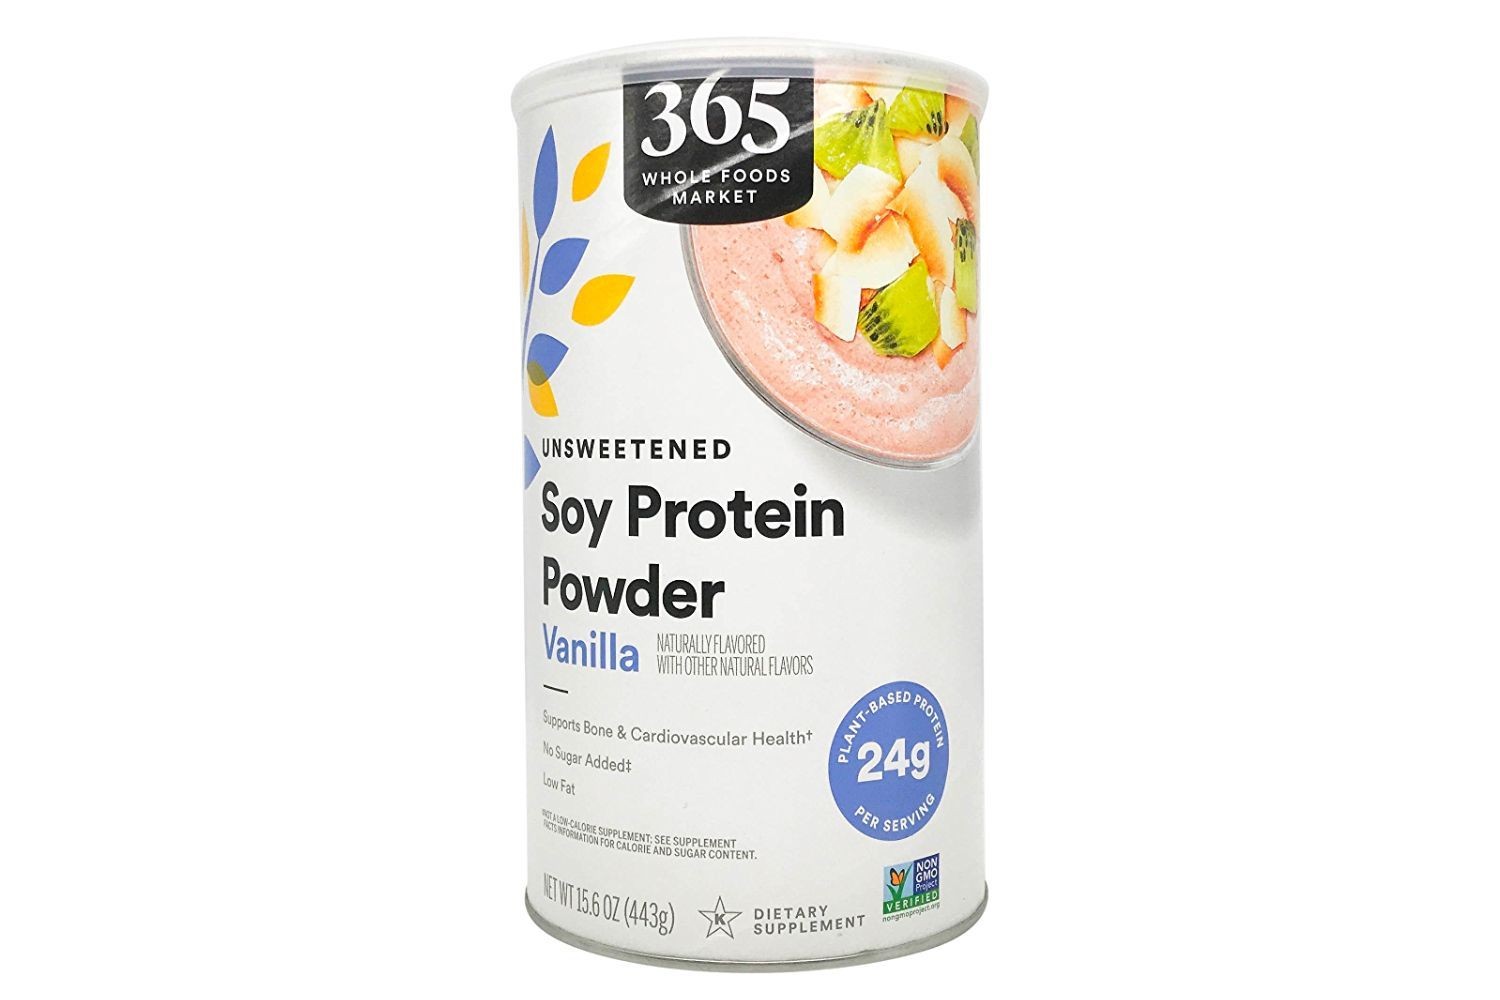 365
WHOLE FOODS
MARKET
UNSWEETENED
Soy Protein
Powder
Vanilla
NATURALLY FLAVORED
WITH OTHER NATURAL FLAVORS
Supports Bone & Cardiovascular Health†
No Sugar Added‡
Low Fat
PLANT-BASED PROTEIN
24g
PER SERVING
‡NOT A LOW-CALORIE SUPPLEMENT; SEE SUPPLEMENT
FACTS INFORMATION FOR CALORIE AND SUGAR CONTENT.
NET WT 15.6 OZ (443g)
K
DIETARY
SUPPLEMENT
NON
GMO
Project
VERIFIED
nongmoproject.org